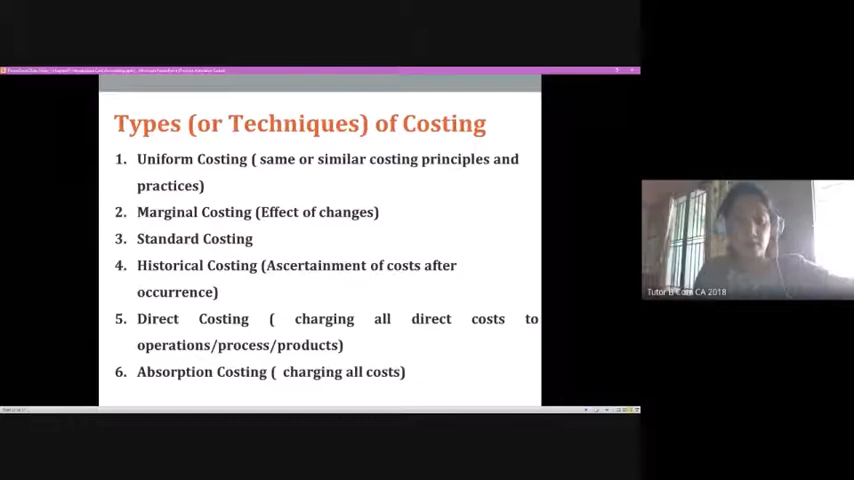 Types (or Techniques) of Costing
1. Uniform Costing ( same or similar costing principles and
practices)
2. Marginal Costing (Effect of changes)
3. Standard Costing
4. Historical Costing (Ascertainment of costs after
occurrence)
5. Direct Costing ( charging all direct costs to
operations/process/products)
6. Absorption Costing ( charging all costs)
Tutor B Com CA 2018